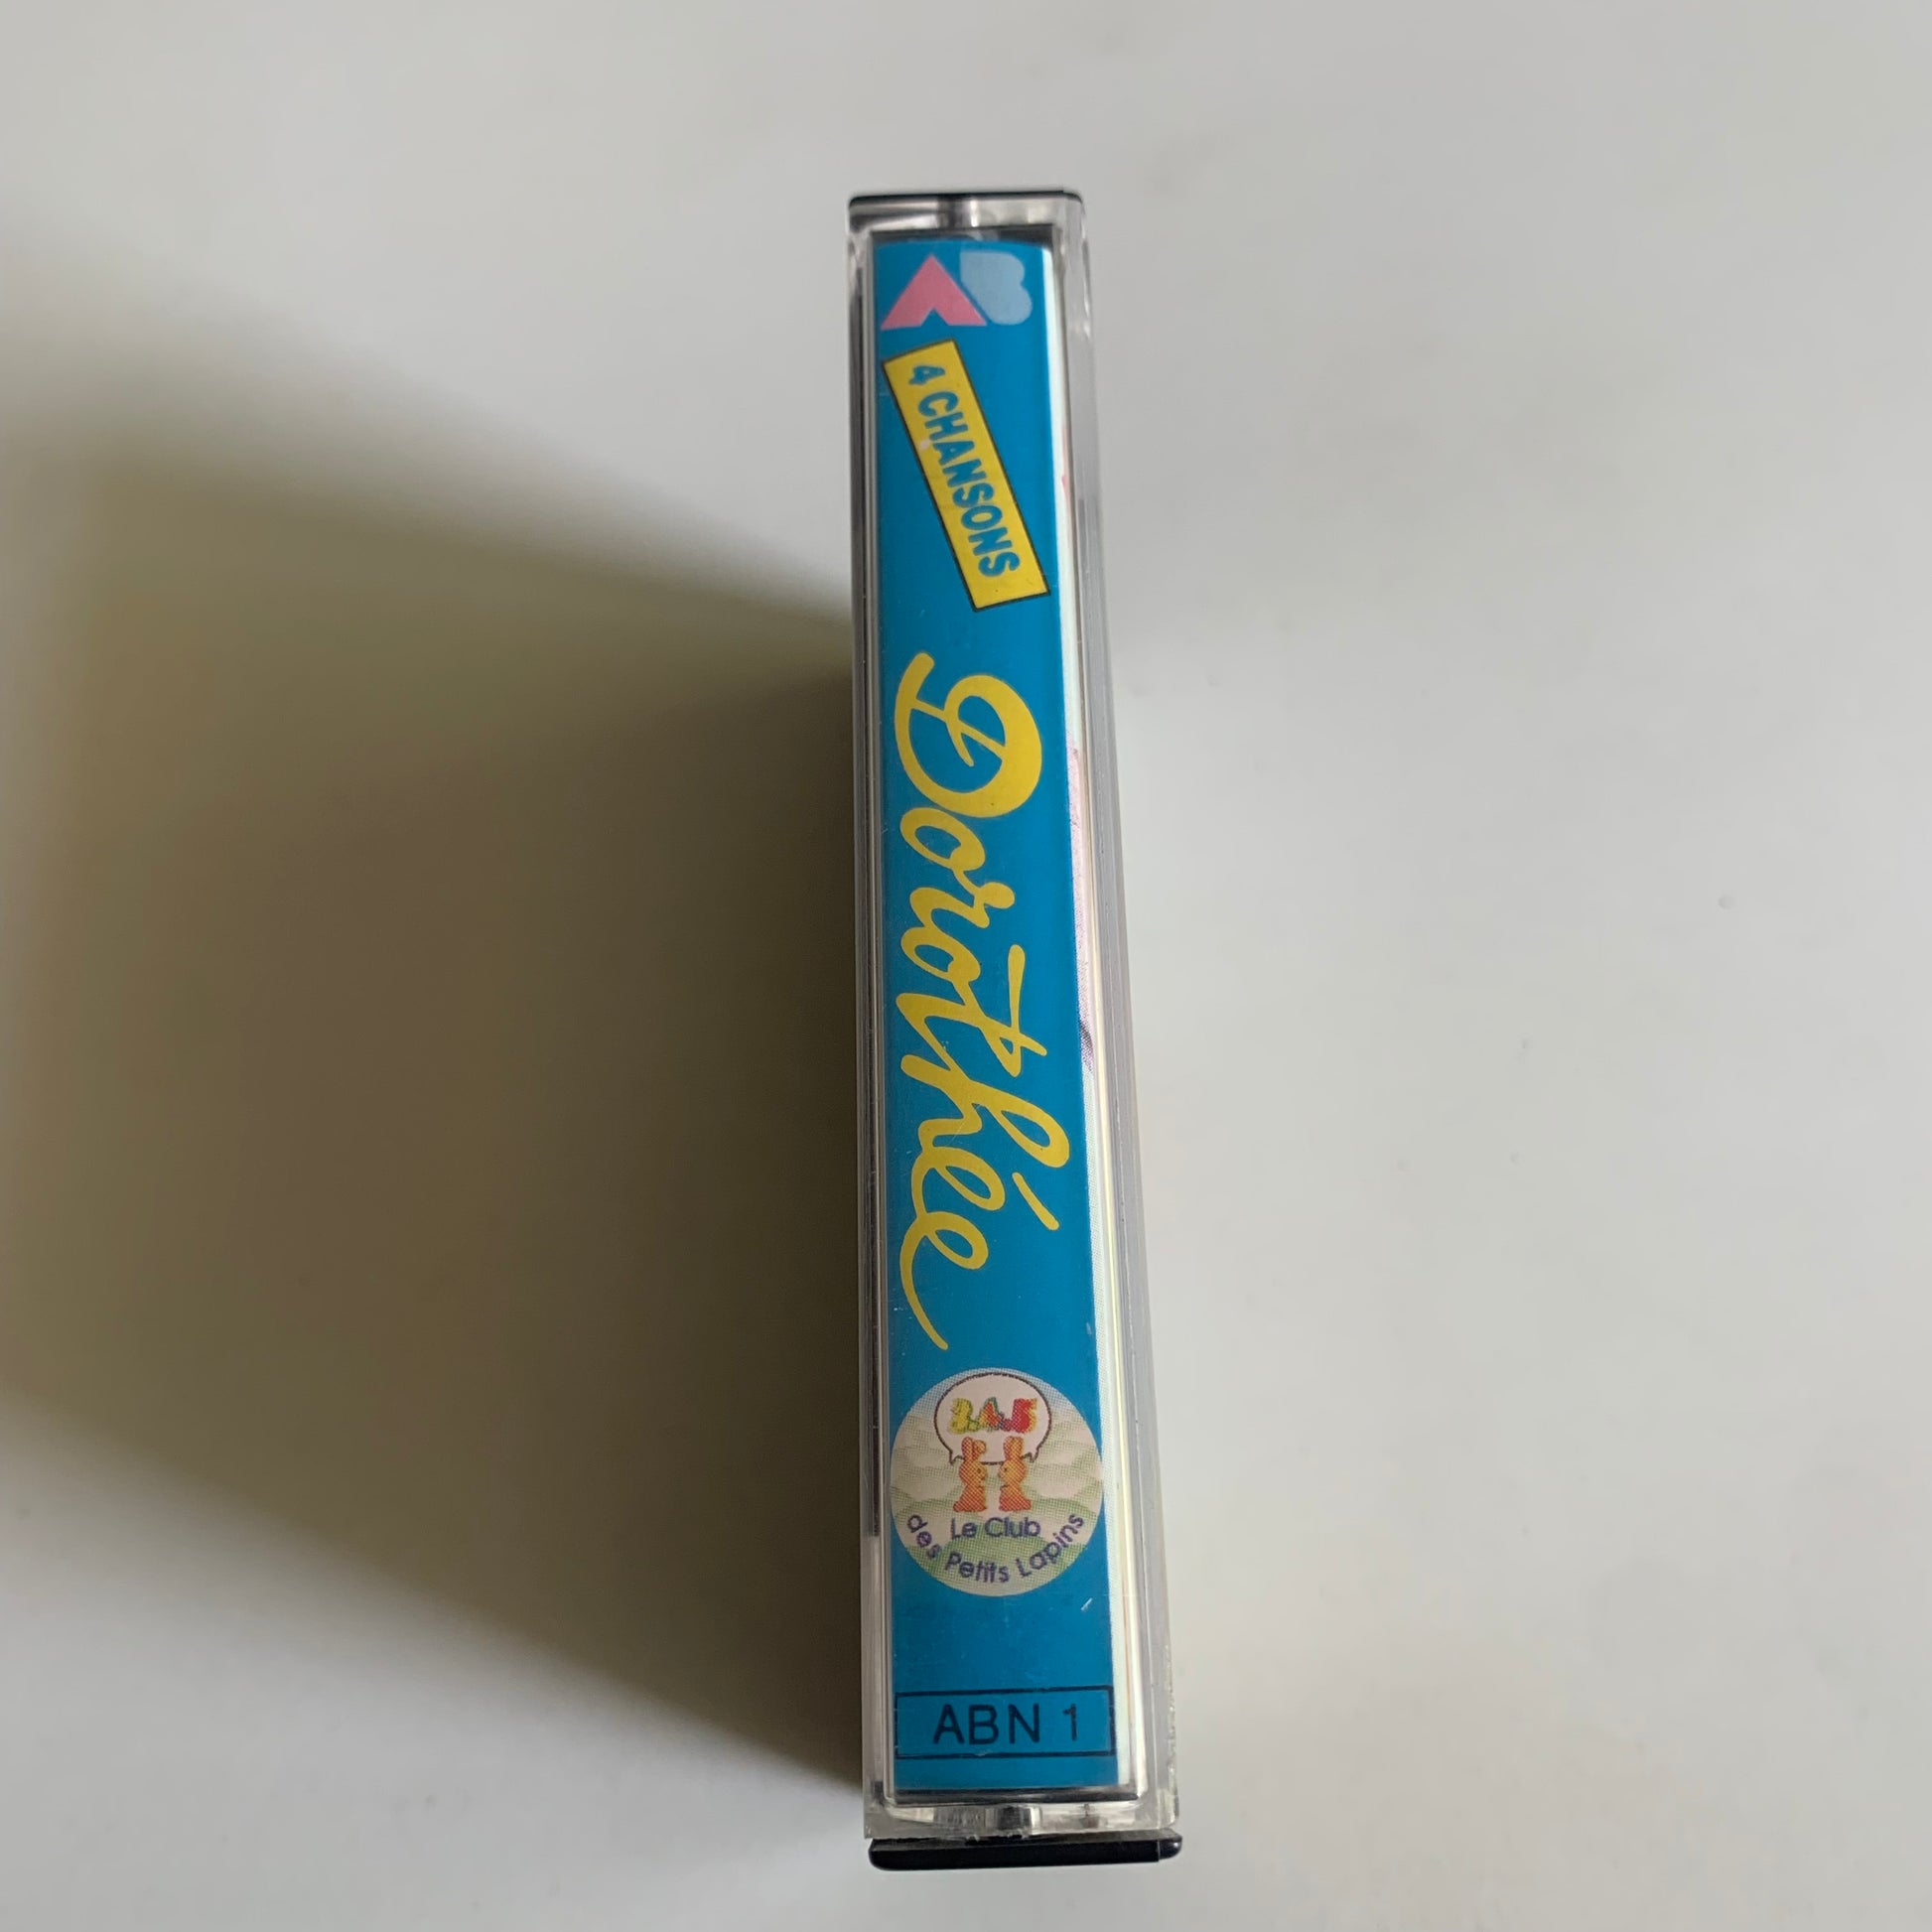 AB
4 CHANSONS
Dorothée
Le Club
des Petits Lapins
ABN 1